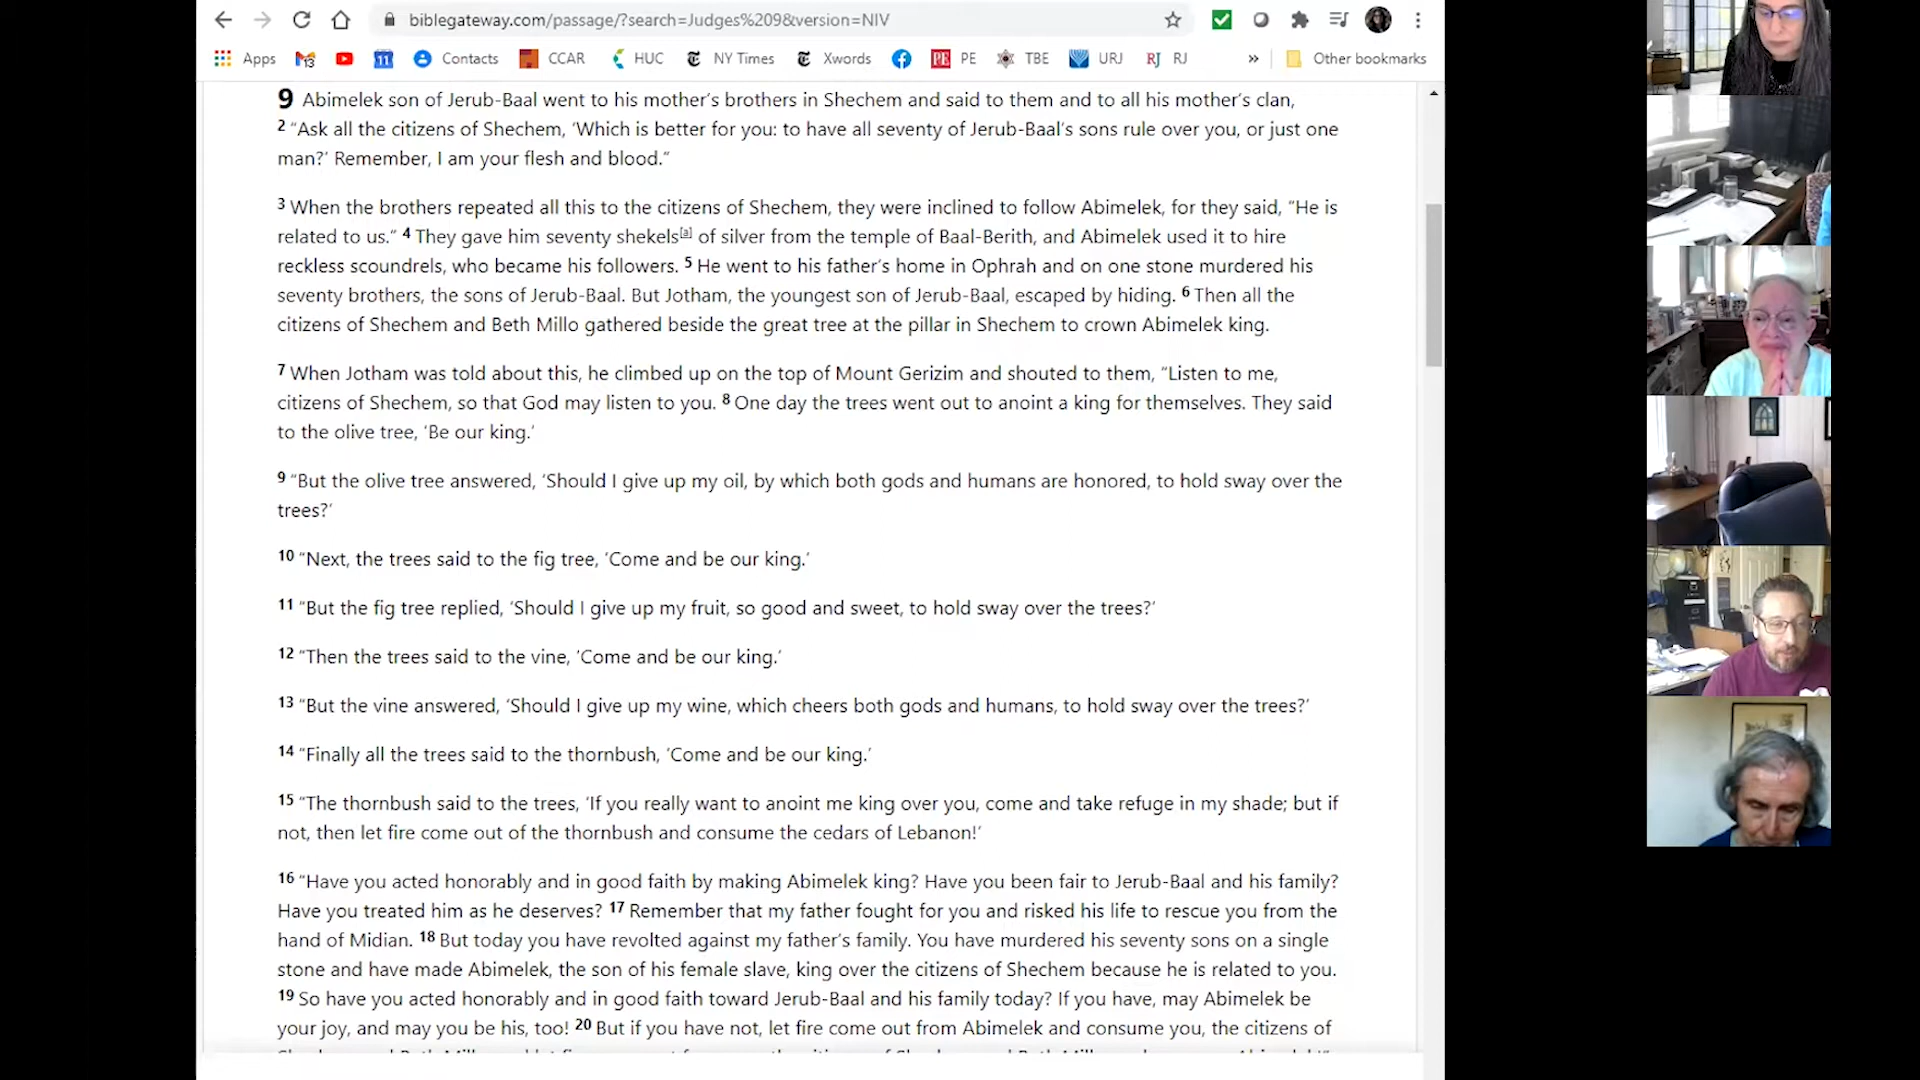 biblegateway.com/passage/?search=Judges%209&version=NIV
Apps 13 11 Contacts CCAR HUC NY Times Xwords PE PE TBE URJ RJ RJ » Other bookmarks
9 Abimelek son of Jerub-Baal went to his mother’s brothers in Shechem and said to them and to all his mother’s clan,
2 “Ask all the citizens of Shechem, ‘Which is better for you: to have all seventy of Jerub-Baal’s sons rule over you, or just one
man?’ Remember, I am your flesh and blood.”
3 When the brothers repeated all this to the citizens of Shechem, they were inclined to follow Abimelek, for they said, “He is
related to us.” 4 They gave him seventy shekels[a] of silver from the temple of Baal-Berith, and Abimelek used it to hire
reckless scoundrels, who became his followers. 5 He went to his father’s home in Ophrah and on one stone murdered his
seventy brothers, the sons of Jerub-Baal. But Jotham, the youngest son of Jerub-Baal, escaped by hiding. 6 Then all the
citizens of Shechem and Beth Millo gathered beside the great tree at the pillar in Shechem to crown Abimelek king.
7 When Jotham was told about this, he climbed up on the top of Mount Gerizim and shouted to them, “Listen to me,
citizens of Shechem, so that God may listen to you. 8 One day the trees went out to anoint a king for themselves. They said
to the olive tree, ‘Be our king.’
9 “But the olive tree answered, ‘Should I give up my oil, by which both gods and humans are honored, to hold sway over the
trees?’
10 “Next, the trees said to the fig tree, ‘Come and be our king.’
11 “But the fig tree replied, ‘Should I give up my fruit, so good and sweet, to hold sway over the trees?’
12 “Then the trees said to the vine, ‘Come and be our king.’
13 “But the vine answered, ‘Should I give up my wine, which cheers both gods and humans, to hold sway over the trees?’
14 “Finally all the trees said to the thornbush, ‘Come and be our king.’
15 “The thornbush said to the trees, ‘If you really want to anoint me king over you, come and take refuge in my shade; but if
not, then let fire come out of the thornbush and consume the cedars of Lebanon!’
16 “Have you acted honorably and in good faith by making Abimelek king? Have you been fair to Jerub-Baal and his family?
Have you treated him as he deserves? 17 Remember that my father fought for you and risked his life to rescue you from the
hand of Midian. 18 But today you have revolted against my father’s family. You have murdered his seventy sons on a single
stone and have made Abimelek, the son of his female slave, king over the citizens of Shechem because he is related to you.
19 So have you acted honorably and in good faith toward Jerub-Baal and his family today? If you have, may Abimelek be
your joy, and may you be his, too! 20 But if you have not, let fire come out from Abimelek and consume you, the citizens of